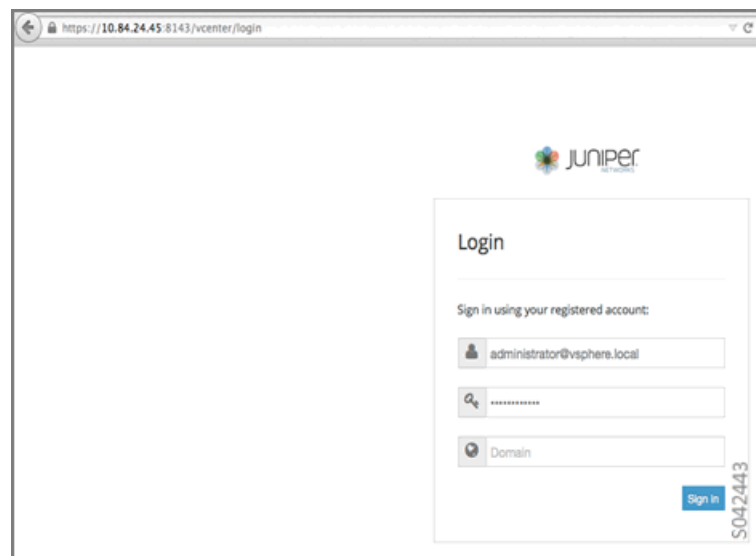 https://10.84.24.45:8143/vcenter/login
JUNIPEr
NETWORKS
Login
Sign in using your registered account:
administrator@vsphere.local
••••••••••••
Domain
Sign in
S042443